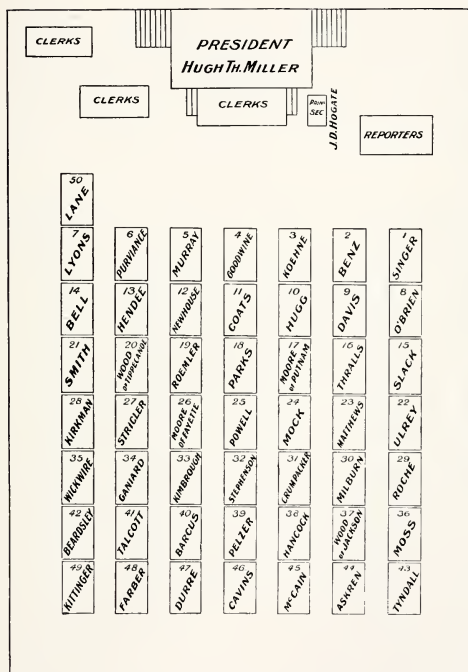 CLERKS
PRESIDENT
HUGH TH. MILLER
CLERKS
CLERKS
PRIN.
SEC
J.D. HOGATE
REPORTERS
50
LANE
7
LYONS
6
PURVIANCE
5
MURRAY
4
GOODWINE
3
KOEHNE
2
BENZ
1
SINGER
14
BELL
13
HENDEE
12
NEWHOUSE
11
COATS
10
HUGG
9
DAVIS
8
O'BRIEN
21
SMITH
20
WOOD
OF TIPPECANOE
19
ROEMLER
18
PARKS
17
MOORE
OF PUTNAM
16
THRALLS
15
SLACK
28
KIRKMAN
27
STRICLER
26
MOORE
OF FAYETTE
25
POWELL
24
MOCK
23
MATTHEWS
22
ULREY
35
WICKWIRE
34
GANIARD
33
KIMBROUGH
32
STEPHENSON
31
CRUMPACKER
30
MILBURN
29
ROCHE
42
BEARDSLEY
41
TALCOTT
40
BARCUS
39
PELZER
38
HANCOCK
37
WOOD
OF JACKSON
36
MOSS
49
KITTINGER
48
FARBER
47
DURRE
46
CAVINS
45
McCAIN
44
ASKREN
43
TYNDALL